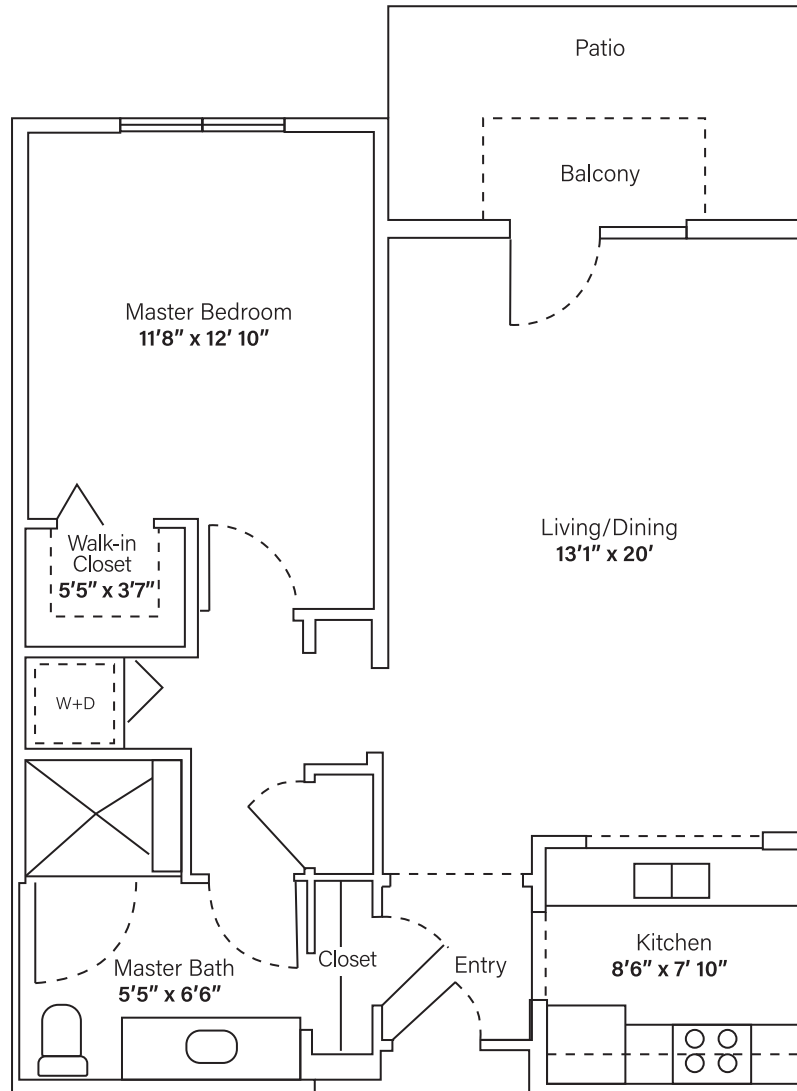 Patio
Balcony
Master Bedroom
11′8″ x 12′ 10″
Living/Dining
13′1″ x 20′
Walk-in
Closet
5′5″ x 3′7″
W+D
Master Bath
5′5″ x 6′6″
Closet
Entry
Kitchen
8′6″ x 7′ 10″